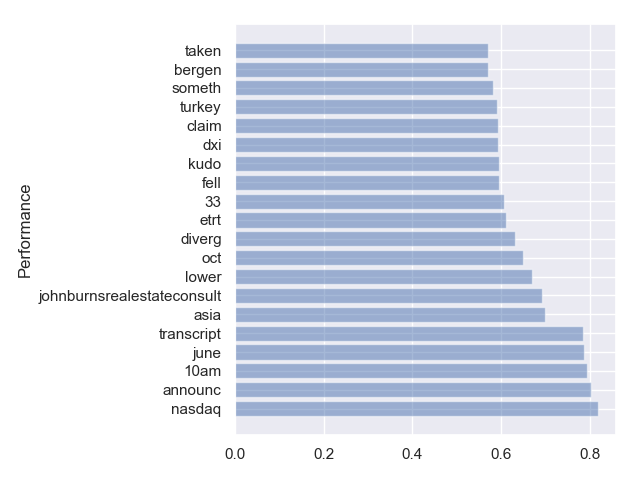 Performance
taken
bergen
someth
turkey
claim
dxi
kudo
fell
33
etrt
diverg
oct
lower
johnburnsrealestateconsult
asia
transcript
june
10am
announc
nasdaq
0.0 0.2 0.4 0.6 0.8